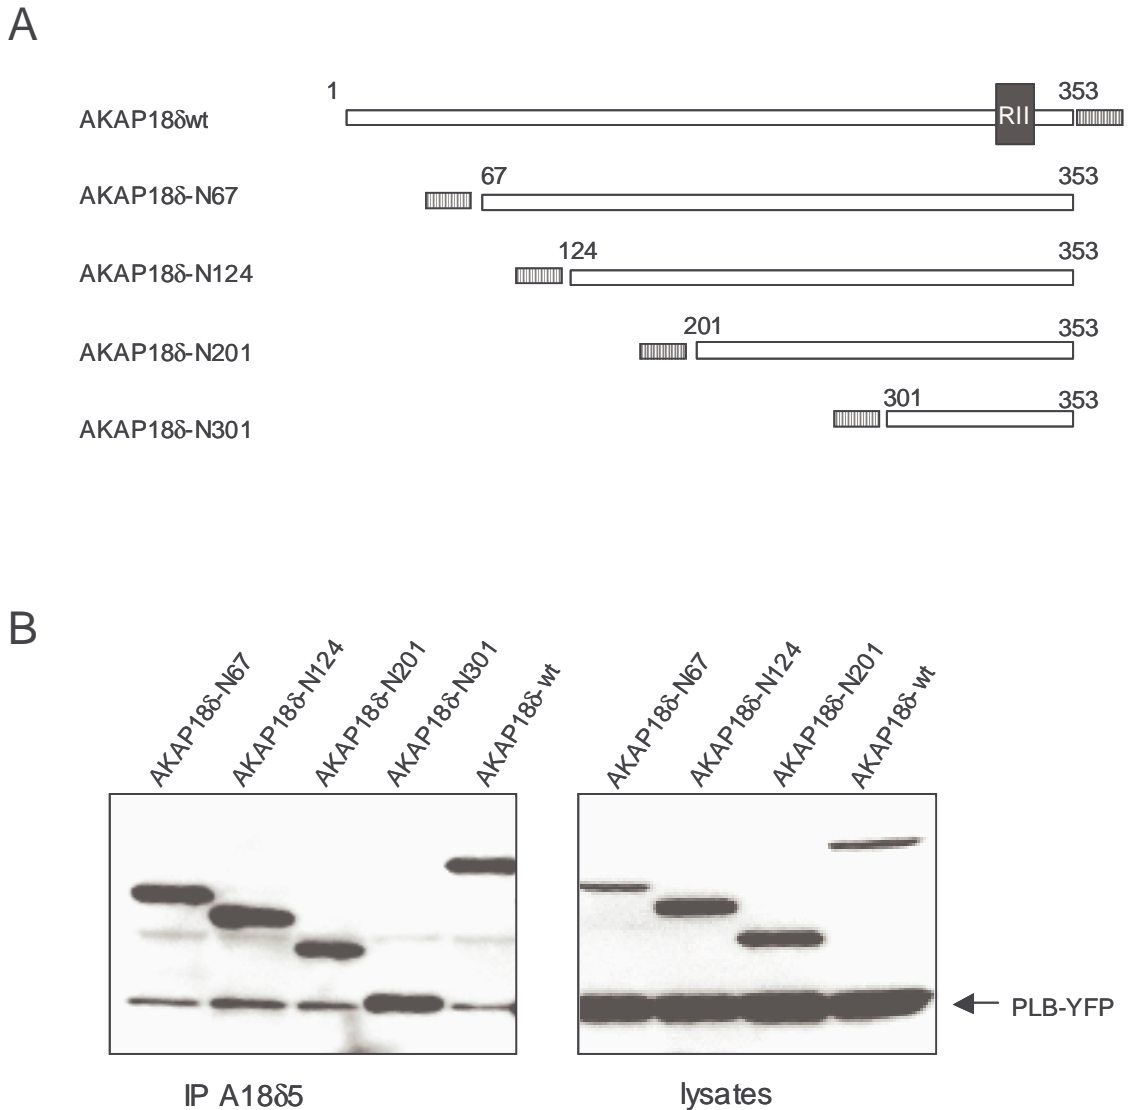 A
1 353
AKAP18δwt RII
67 353
AKAP18δ-N67
124 353
AKAP18δ-N124
201 353
AKAP18δ-N201
301 353
AKAP18δ-N301
B
AKAP18δ-N67
AKAP18δ-N124
AKAP18δ-N201
AKAP18δ-N301
AKAP18δ-wt
AKAP18δ-N67
AKAP18δ-N124
AKAP18δ-N201
AKAP18δ-wt
PLB-YFP
IP A18δ5
lysates